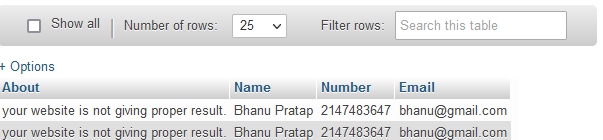 Show all Number of rows: 25 Filter rows: Search this table
+ Options
About Name Number Email
your website is not giving proper result. Bhanu Pratap 2147483647 bhanu@gmail.com
your website is not giving proper result. Bhanu Pratap 2147483647 bhanu@gmail.com